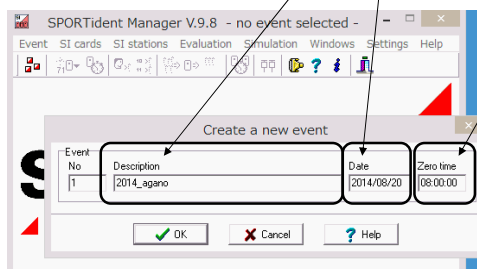 SPORTident Manager V.9.8 - no event selected -
Event SI cards SI stations Evaluation Simulation Windows Settings Help
Create a new event
Event
No Description Date Zero time
1 2014_agano 2014/08/20 08:00:00
OK Cancel Help
S